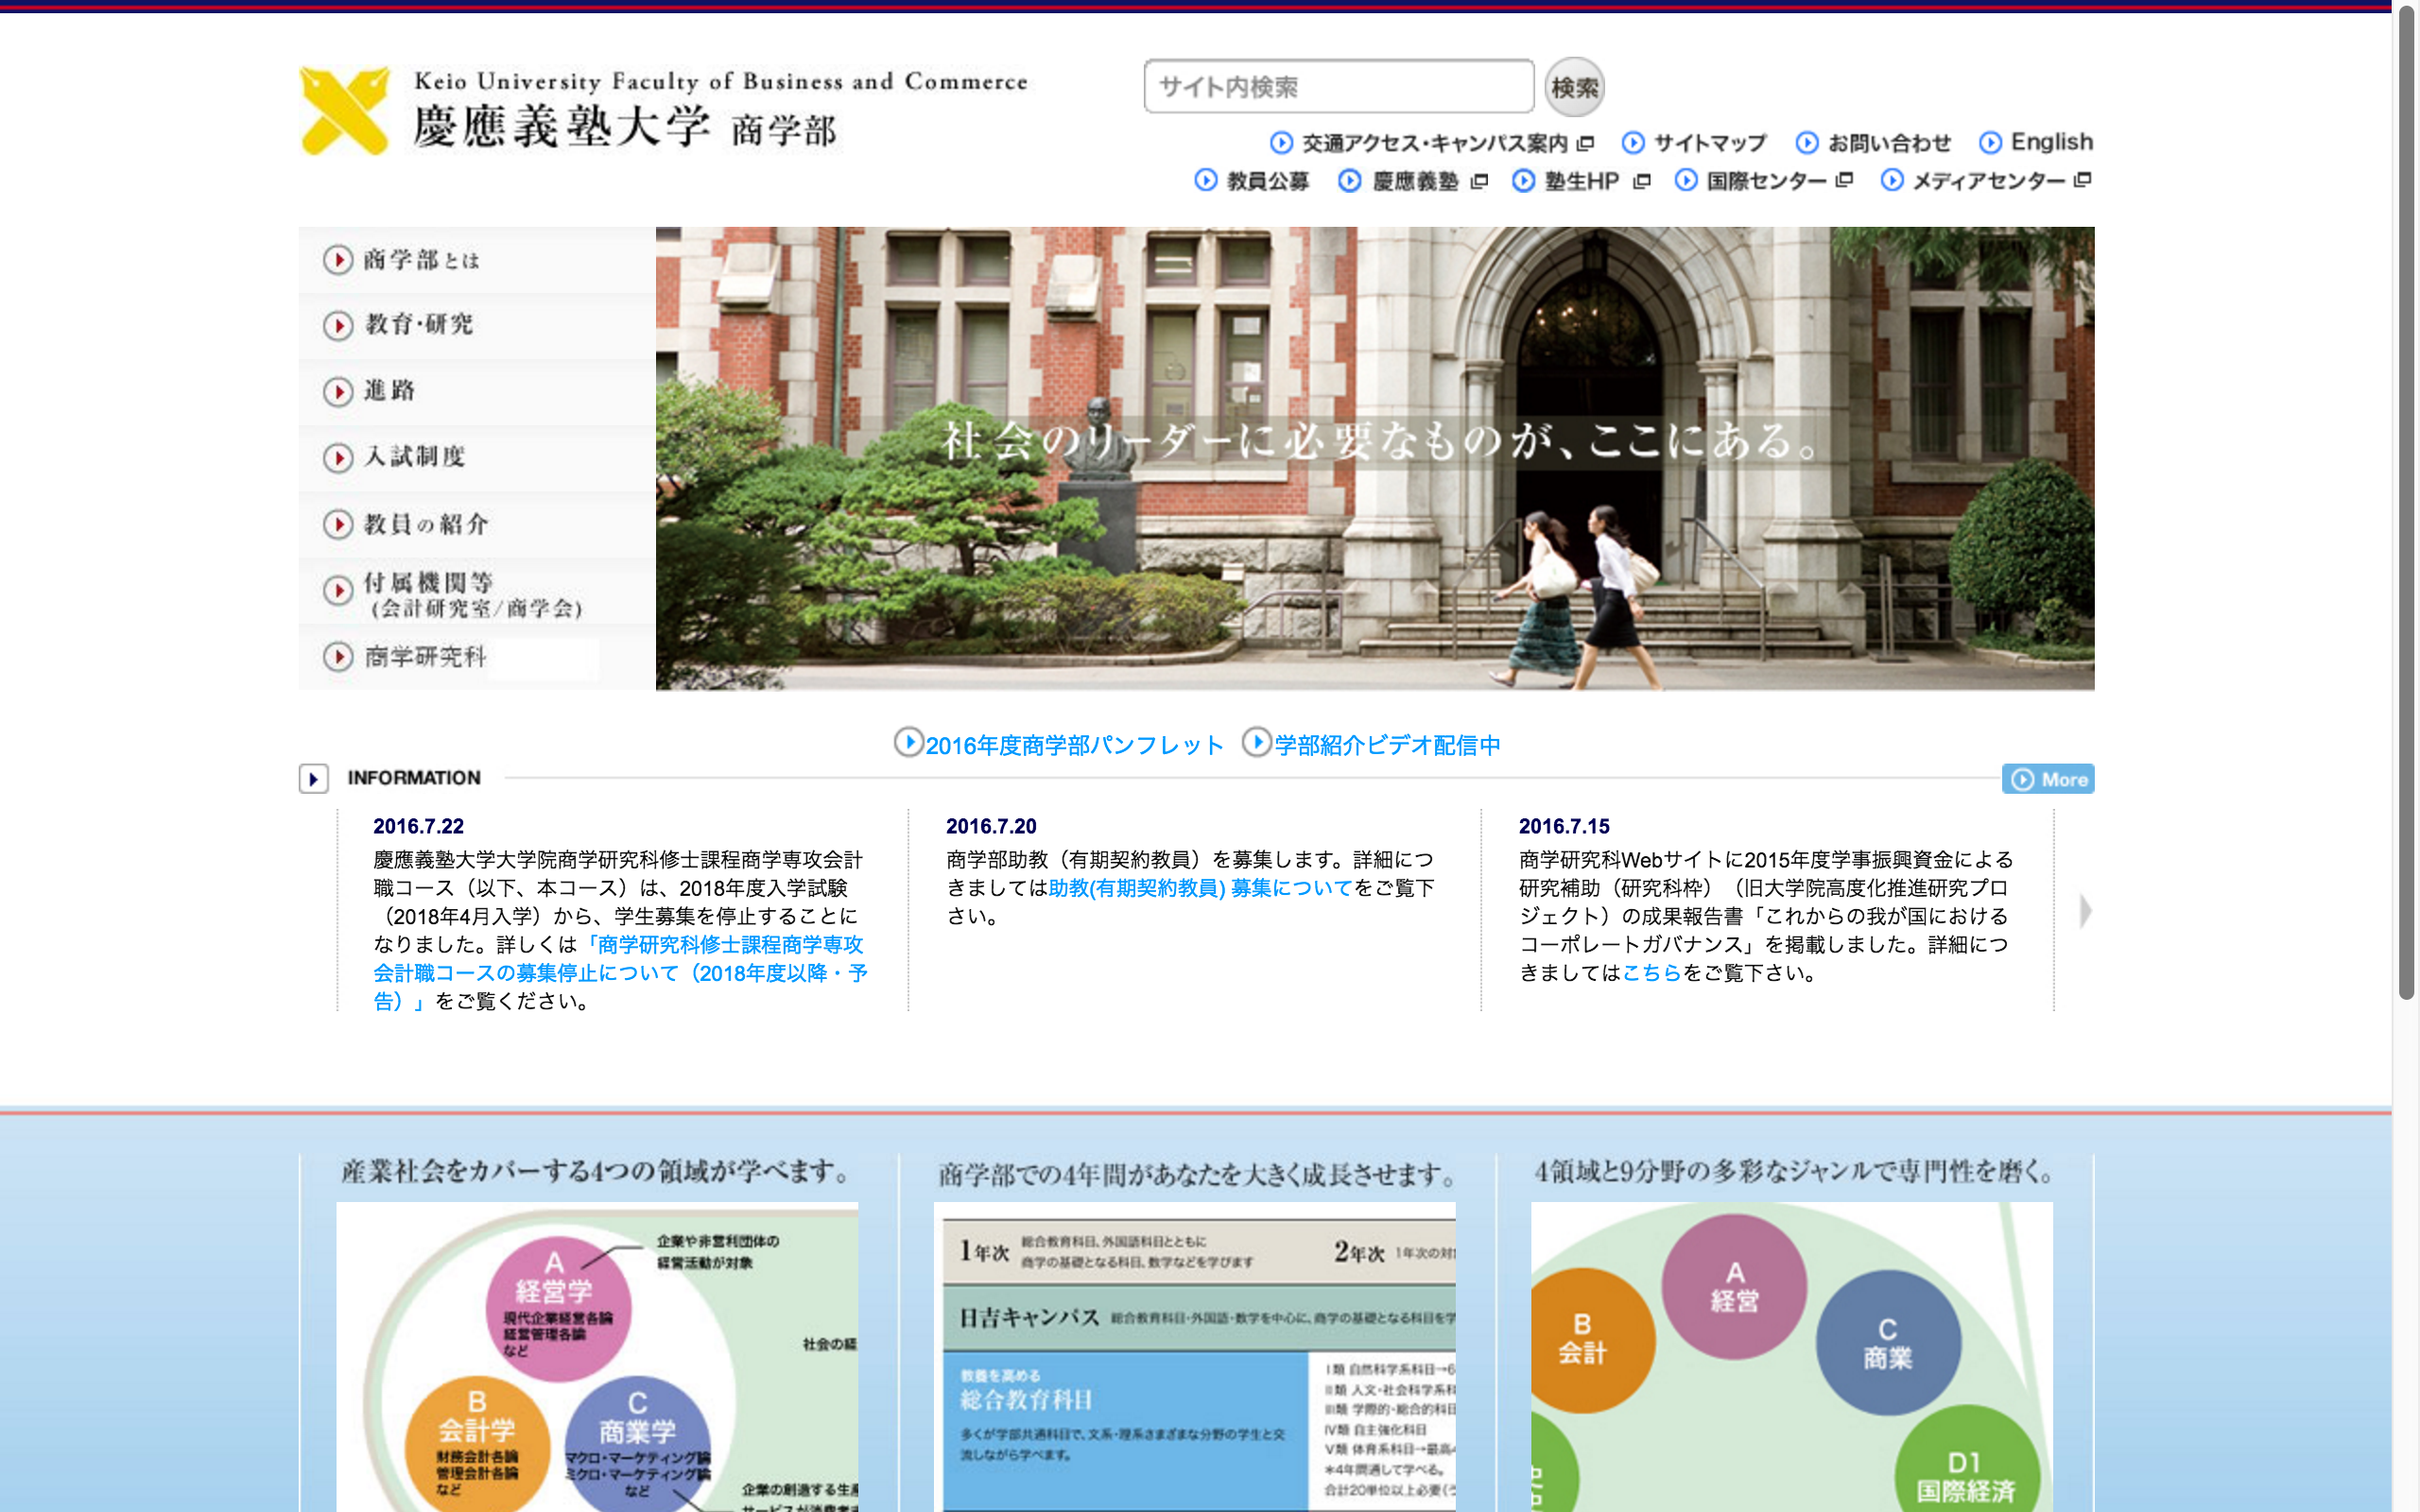 Keio University Faculty of Business and Commerce
慶應義塾大学 商学部
サイト内検索
検索
交通アクセス・キャンパス案内 サイトマップ お問い合わせ English
教員公募 慶應義塾 塾生HP 国際センター メディアセンター
商学部とは
教育・研究
進路
入試制度
教員の紹介
付属機関等
(会計研究室/商学会)
商学研究科
社会のリーダーに必要なものが、ここにある。
2016年度商学部パンフレット 学部紹介ビデオ配信中
INFORMATION
More
2016.7.22
慶應義塾大学大学院商学研究科修士課程商学専攻会計
職コース（以下、本コース）は、2018年度入学試験
（2018年4月入学）から、学生募集を停止することに
なりました。詳しくは「商学研究科修士課程商学専攻
会計職コースの募集停止について（2018年度以降・予
告）」をご覧ください。
2016.7.20
商学部助教（有期契約教員）を募集します。詳細につ
きましては助教(有期契約教員) 募集についてをご覧下
さい。
2016.7.15
商学研究科Webサイトに2015年度学事振興資金による
研究補助（研究科枠）（旧大学院高度化推進研究プロ
ジェクト）の成果報告書「これからの我が国における
コーポレートガバナンス」を掲載しました。詳細につ
きましてはこちらをご覧下さい。
産業社会をカバーする4つの領域が学べます。
企業や非営利団体の
経営活動が対象
A
経営学
現代企業経営各論
経営管理各論
など
社会の経
B
会計学
財務会計各論
管理会計各論
など
C
商業学
マクロ・マーケティング論
ミクロ・マーケティング論
など
企業の創造する生産
商学部での4年間があなたを大きく成長させます。
1年次 総合教育科目、外国語科目とともに
商学の基礎となる科目、数学などを学びます
2年次 1年次の対
日吉キャンパス 総合教育科目・外国語・数学を中心に、商学の基礎となる科目を学
教養を高める
総合教育科目
多くが学部共通科目で、文系・理系さまざまな分野の学生と交
流しながら学べます。
I類 自然科学系科目→6
II類 人文・社会科学系科
III類 学際的・総合的科目
IV類 自主強化科目
V類 体育系科目→最高4
＊4年間通して学べる。
合計20単位以上必要(
4領域と9分野の多彩なジャンルで専門性を磨く。
A
経営
B
会計
C
商業
D1
国際経済